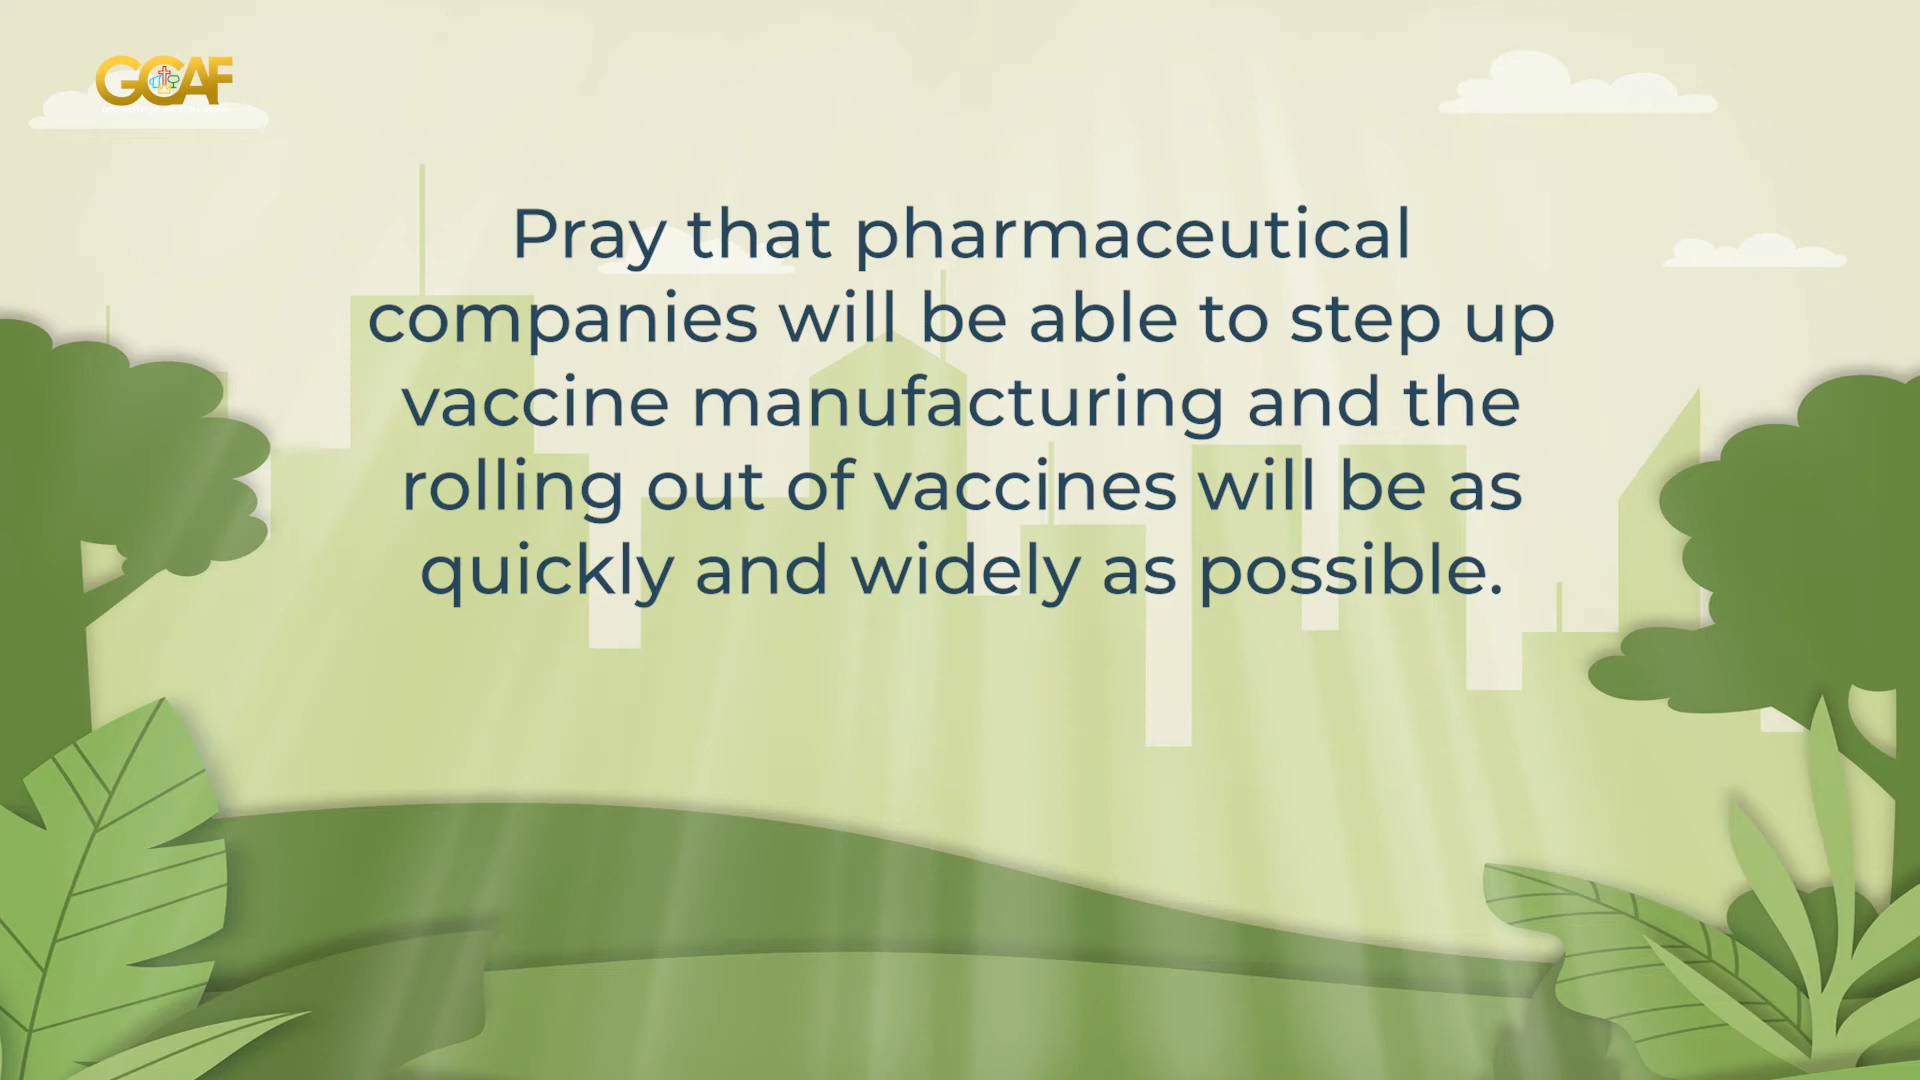 GCAF
Pray that pharmaceutical
companies will be able to step up
vaccine manufacturing and the
rolling out of vaccines will be as
quickly and widely as possible.